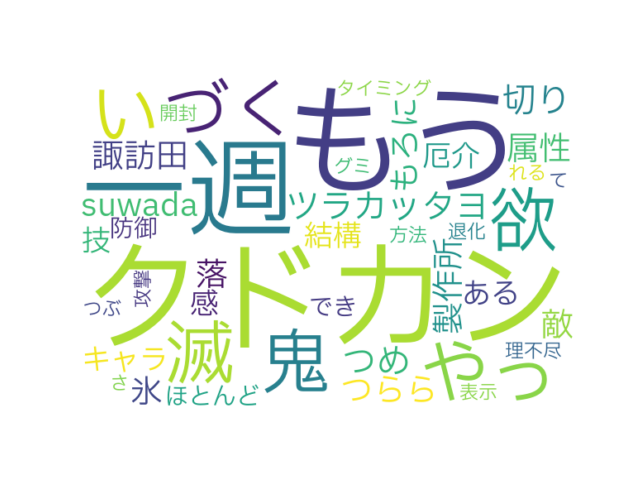 タイミング
いづくもう切り
開封
もろに
諏訪田
グミ
厄介
属性
一週
れる
て
suwada
ツラカッタヨ
欲
技
防御
結構
方法
退化
製作所
クドカン
落
感
攻撃
つぶ
でき
ある
敵
滅
鬼
やっ
キャラ
つめ
理不尽
さ
氷
ほとんど
つらら
表示